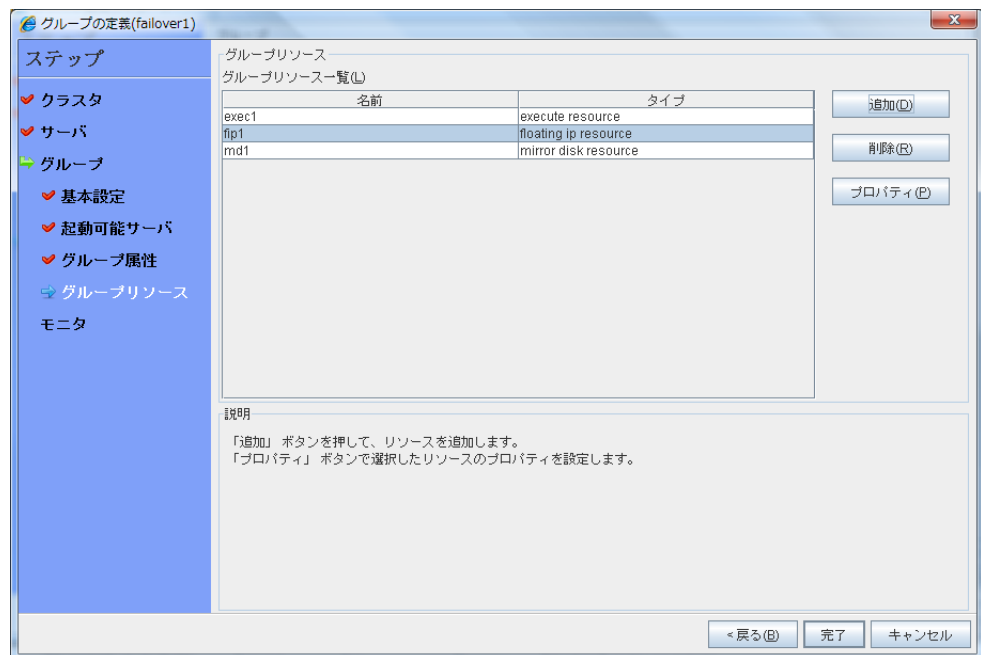 グループの定義(failover1)
ステップ
クラスタ
サーバ
グループ
基本設定
起動可能サーバ
グループ属性
グループリソース
モニタ
グループリソース
グループリソース一覧(L)
名前 タイプ
exec1 execute resource
fip1 floating ip resource
md1 mirror disk resource
追加(D)
削除(R)
プロパティ(P)
説明
「追加」 ボタンを押して、リソースを追加します。
「プロパティ」 ボタンで選択したリソースのプロパティを設定します。
<戻る(B) 完了 キャンセル